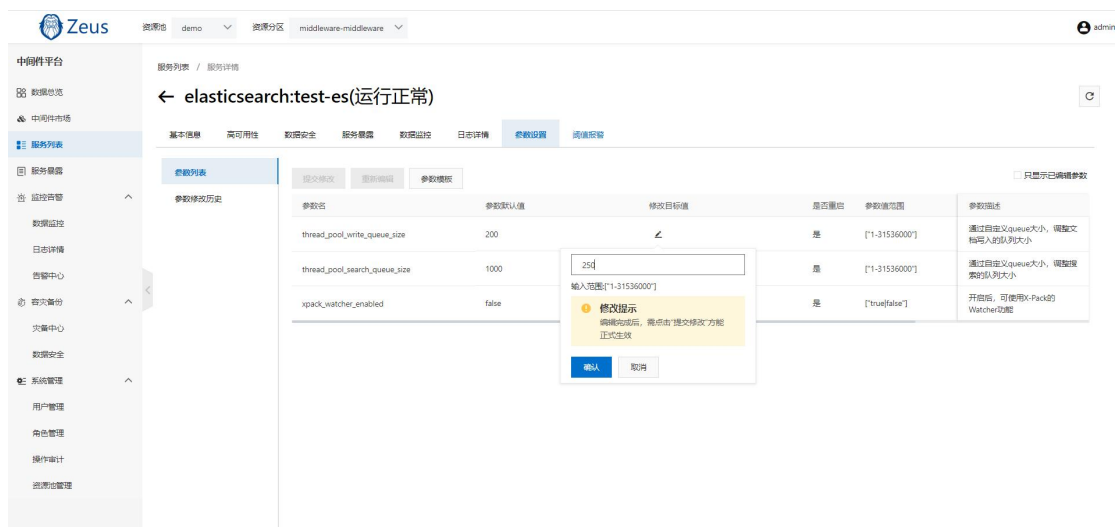 Zeus
资源池 demo 资源分区 middleware-middleware
admin
中间件平台
数据总览
中间件市场
服务列表
服务暴露
监控告警
数据监控
日志详情
告警中心
容灾备份
灾备中心
数据安全
系统管理
用户管理
角色管理
操作审计
资源池管理
服务列表 / 服务详情
← elasticsearch:test-es(运行正常)
基本信息 高可用性 数据安全 服务暴露 数据监控 日志详情 参数设置 阈值报警
参数列表
参数修改历史
提交修改 重新编辑 参数模板 只显示已编辑参数
参数名 参数默认值 修改目标值 是否重启 参数值范围 参数描述
thread_pool_write_queue_size 200 是 ["1-31536000"] 通过自定义queue大小，调整文
档写入的队列大小
thread_pool_search_queue_size 1000 是 ["1-31536000"] 通过自定义queue大小，调整搜
索的队列大小
xpack_watcher_enabled false 是 ["true|false"] 开启后，可使用X-Pack的
Watcher功能
250
输入范围:["1-31536000"]
修改提示
编辑完成后，需点击"提交修改"方能
正式生效
确认 取消